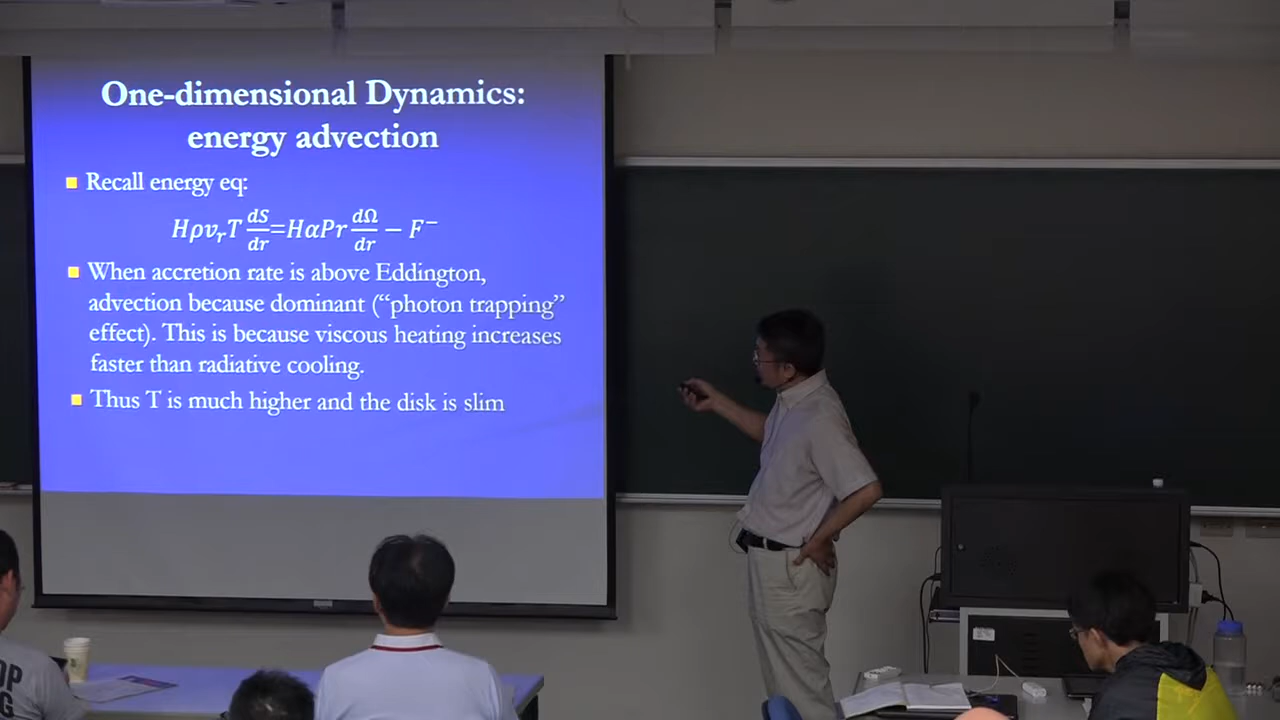 One-dimensional Dynamics:
energy advection
Recall energy eq:
HρvᵣT dS/dr=HαPr dΩ/dr − F⁻
When accretion rate is above Eddington,
advection because dominant (“photon trapping”
effect). This is because viscous heating increases
faster than radiative cooling.
Thus T is much higher and the disk is slim
OP
G